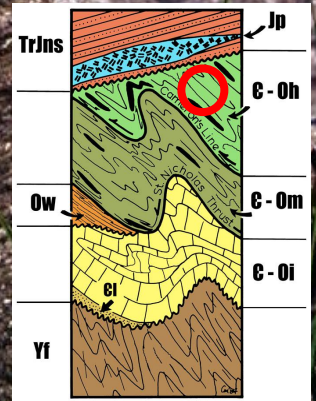 Jp
TrJns
Є - Oh
Cameron's Line
St. Nicholas Thrust
Ow
Є - Om
Є - Oi
Єl
Yf